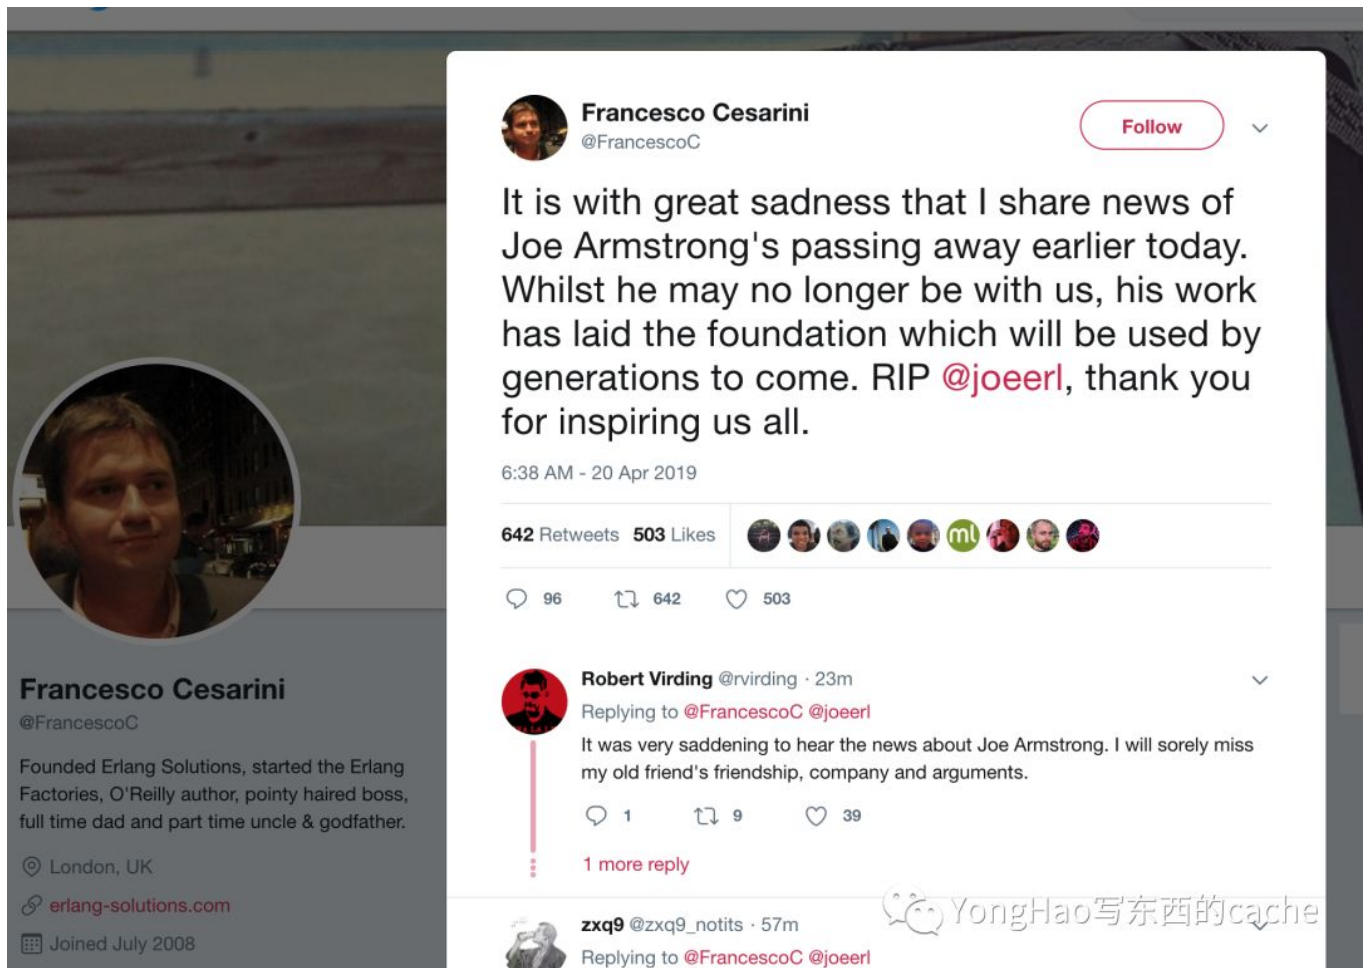 Francesco Cesarini
@FrancescoC
Follow
It is with great sadness that I share news of
Joe Armstrong's passing away earlier today.
Whilst he may no longer be with us, his work
has laid the foundation which will be used by
generations to come. RIP @joeerl, thank you
for inspiring us all.
6:38 AM - 20 Apr 2019
642 Retweets 503 Likes
ml
96 642 503
Robert Virding @rvirding · 23m
Replying to @FrancescoC @joeerl
It was very saddening to hear the news about Joe Armstrong. I will sorely miss
my old friend's friendship, company and arguments.
1 9 39
1 more reply
zxq9 @zxq9_notits · 57m
Replying to @FrancescoC @joeerl
Francesco Cesarini
@FrancescoC
Founded Erlang Solutions, started the Erlang
Factories, O'Reilly author, pointy haired boss,
full time dad and part time uncle & godfather.
London, UK
erlang-solutions.com
Joined July 2008
YongHao写东西的cache